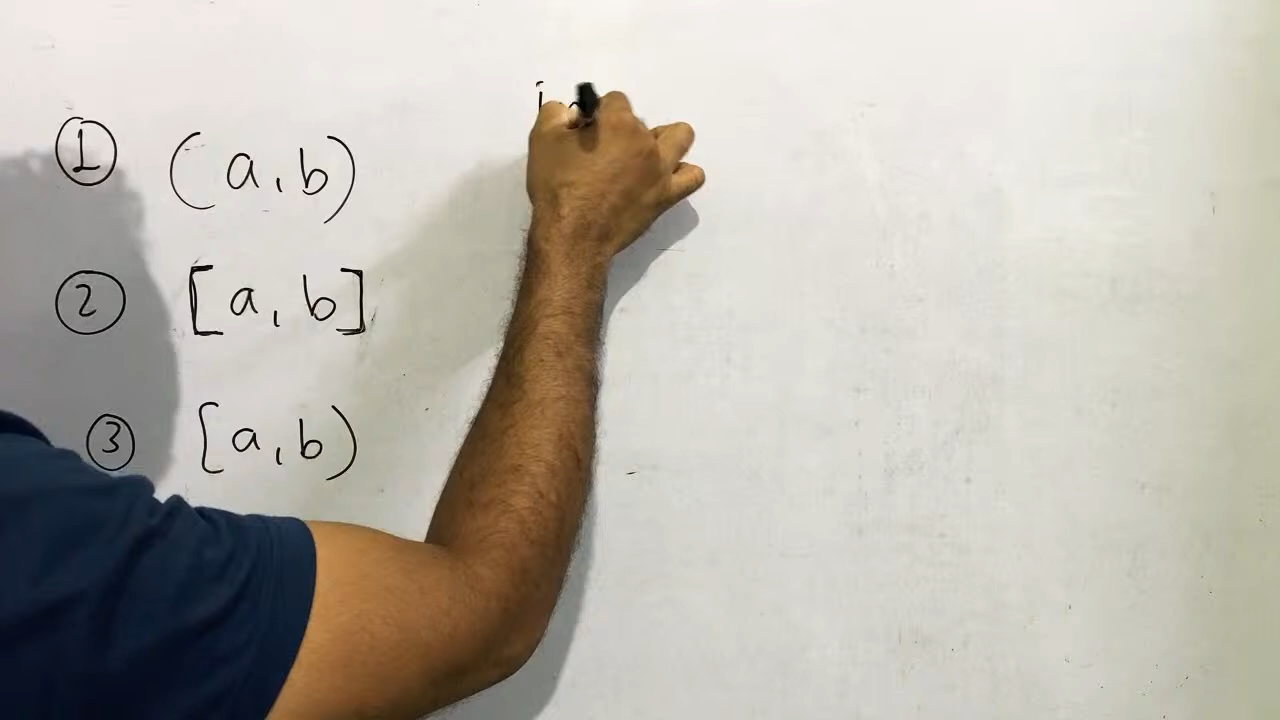 ① (a,b)
② [a,b]
③ [a,b)